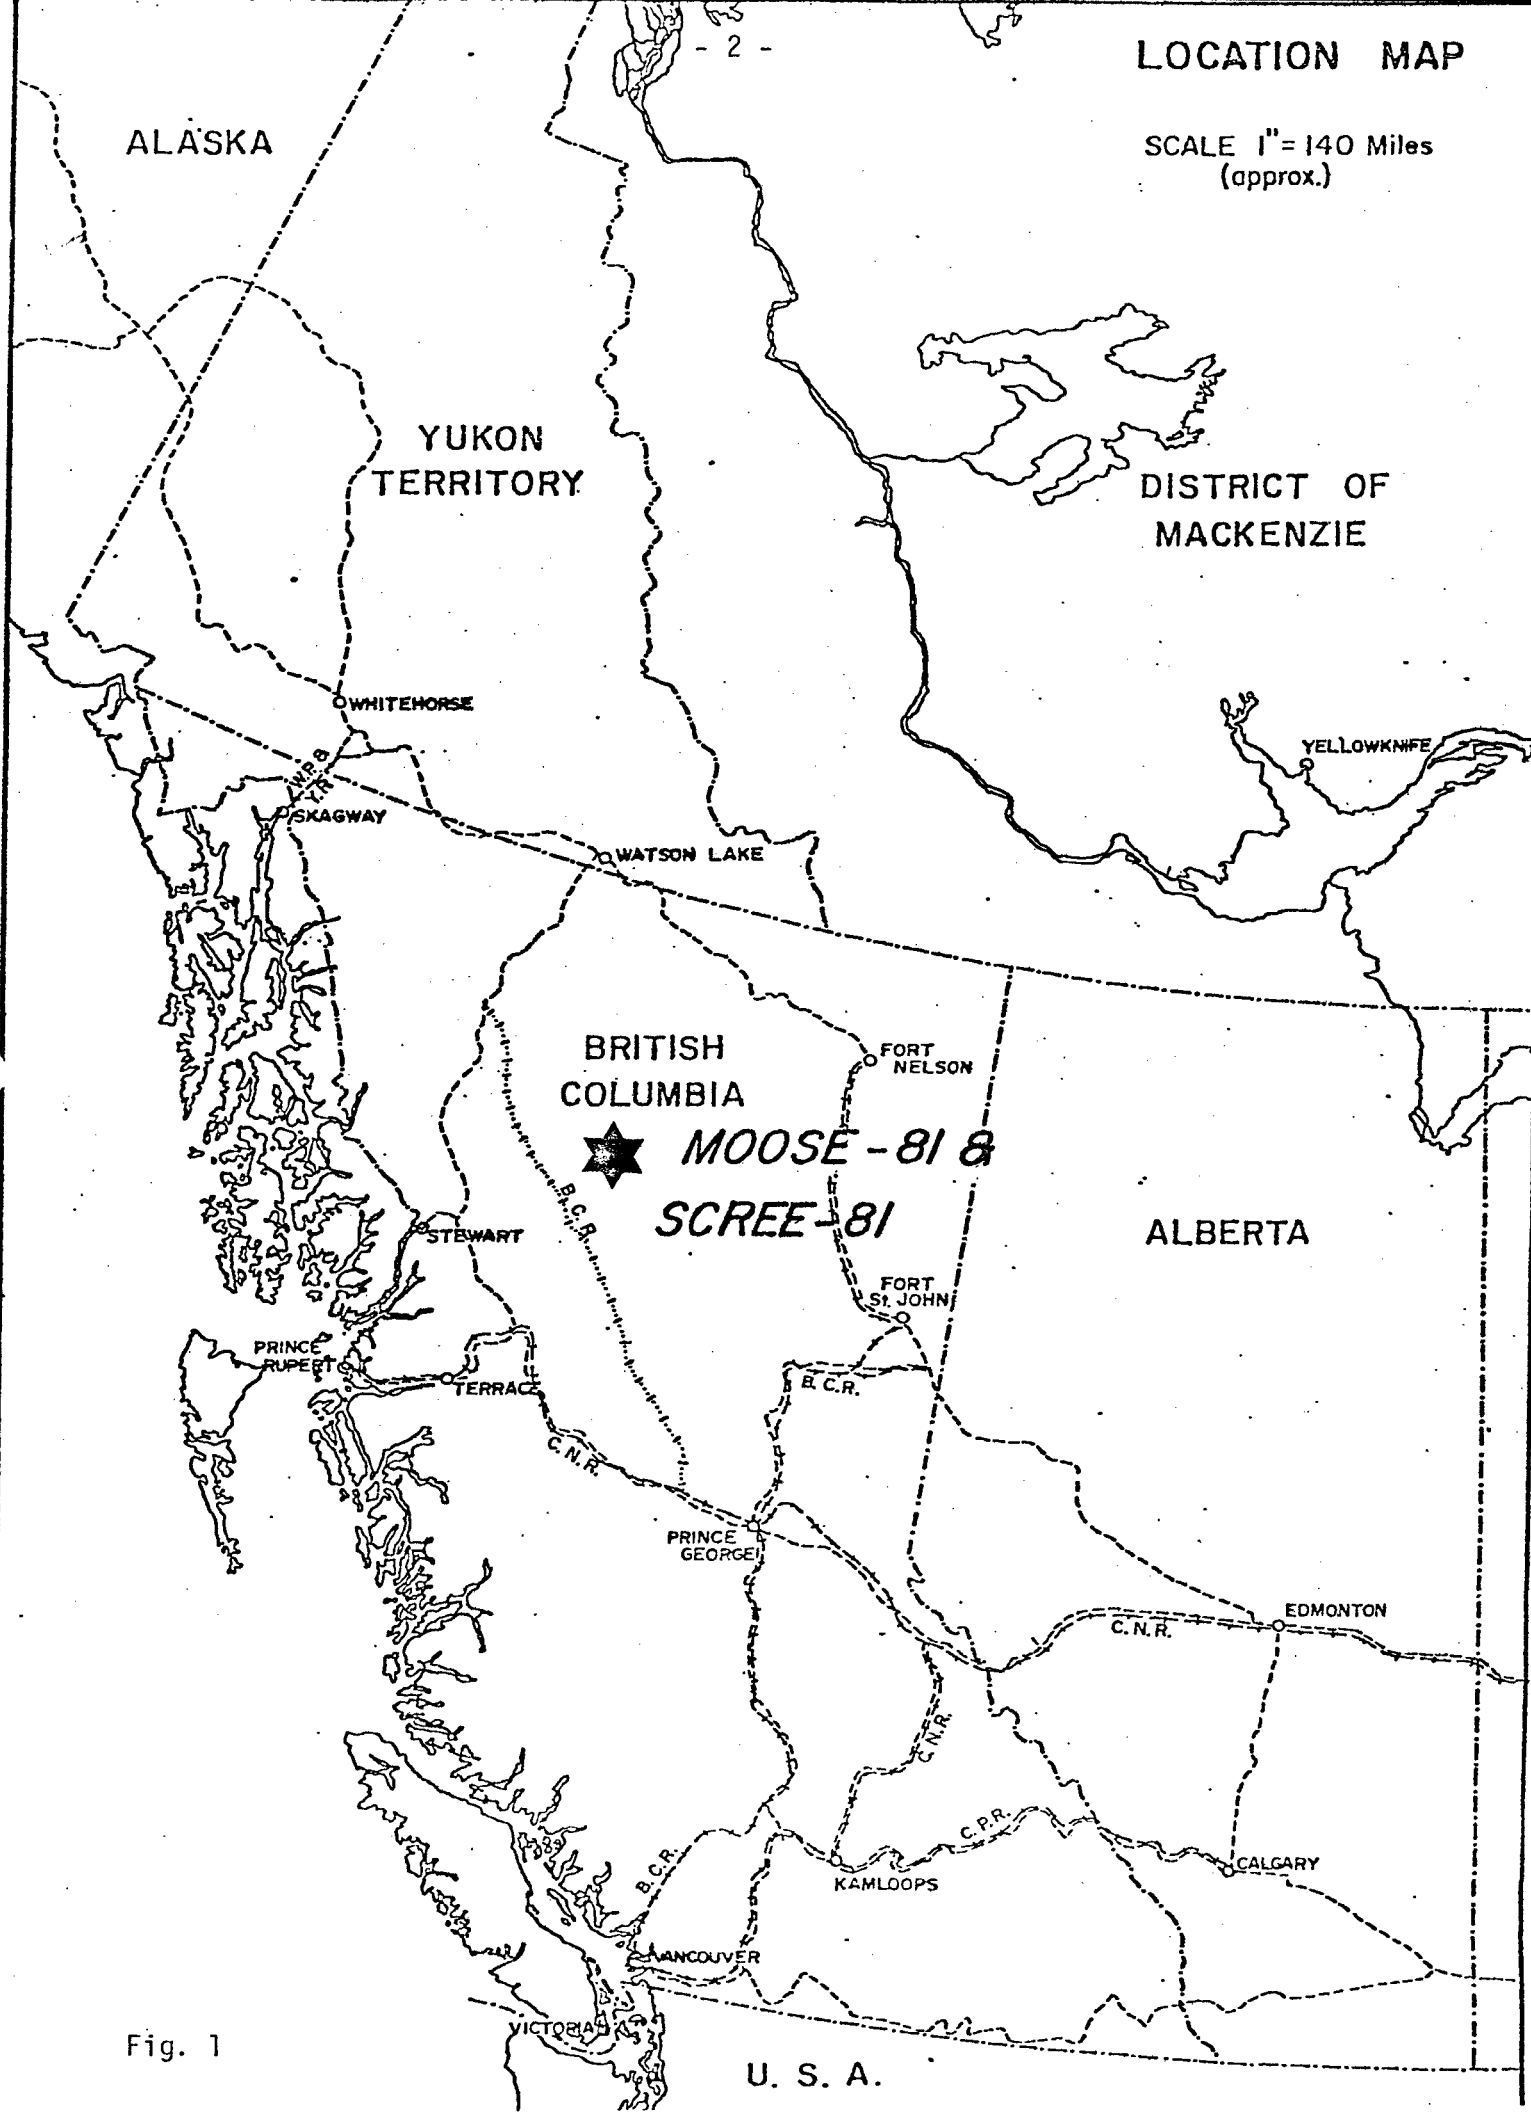 - 2 -
LOCATION MAP
SCALE 1" = 140 Miles
(approx.)
ALASKA
YUKON
TERRITORY
DISTRICT OF
MACKENZIE
WHITEHORSE
YELLOWKNIFE
W.P. &
Y.R.
SKAGWAY
WATSON LAKE
BRITISH
COLUMBIA
FORT
NELSON
MOOSE - 81 &
SCREE - 81
B.C.R.
STEWART
ALBERTA
FORT
St. JOHN
PRINCE
RUPERT
TERRACE
B.C.R.
C.N.R.
PRINCE
GEORGE
EDMONTON
C.N.R.
C.N.R.
C.P.R.
B.C.R.
KAMLOOPS
CALGARY
VANCOUVER
VICTORIA
Fig. 1
U. S. A.